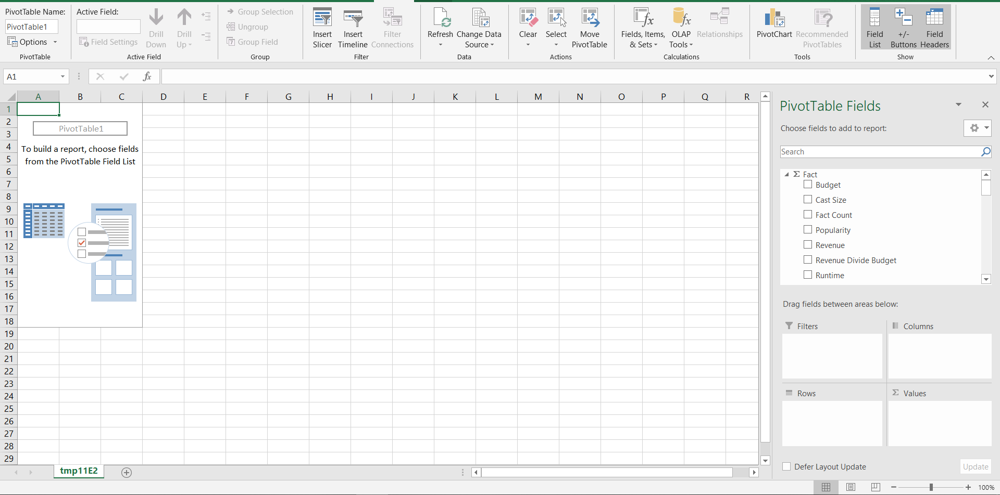 PivotTable Name:
PivotTable1
Options
PivotTable
Active Field:
Field Settings
Drill Down
Drill Up
Active Field
Group Selection
Ungroup
Group Field
Group
Insert Slicer
Insert Timeline
Filter Connections
Filter
Refresh
Change Data Source
Data
Clear
Select
Move PivotTable
Actions
Fields, Items, & Sets
OLAP Tools
Relationships
Calculations
PivotChart
Recommended PivotTables
Tools
Field List
+/- Buttons
Field Headers
Show
A1
fx
A B C D E F G H I J K L M N O P Q R
1
2
3
4
5
6
7
8
9
10
11
12
13
14
15
16
17
18
19
20
21
22
23
24
25
26
27
28
29
PivotTable1
To build a report, choose fields
from the PivotTable Field List
tmp11E2
PivotTable Fields
Choose fields to add to report:
Search
Σ Fact
Budget
Cast Size
Fact Count
Popularity
Revenue
Revenue Divide Budget
Runtime
Drag fields between areas below:
Filters
Columns
Rows
Σ Values
Defer Layout Update
Update
100%